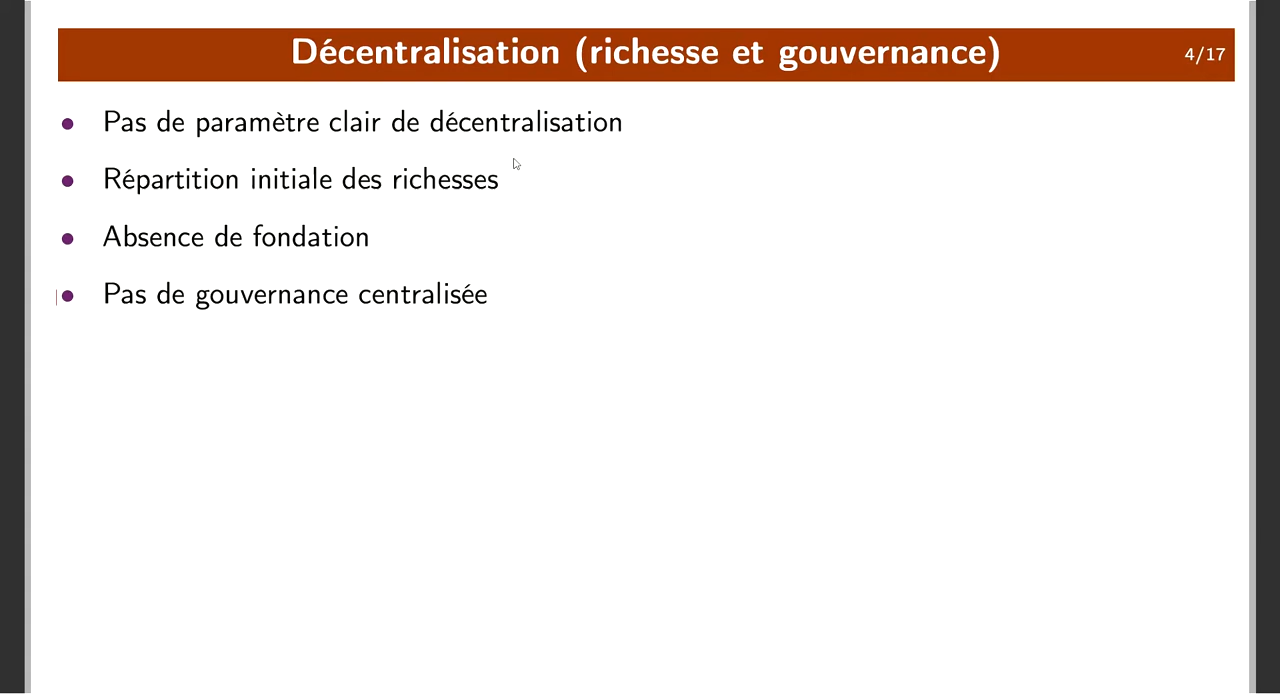 Décentralisation (richesse et gouvernance) 4/17
• Pas de paramètre clair de décentralisation
• Répartition initiale des richesses
• Absence de fondation
• Pas de gouvernance centralisée